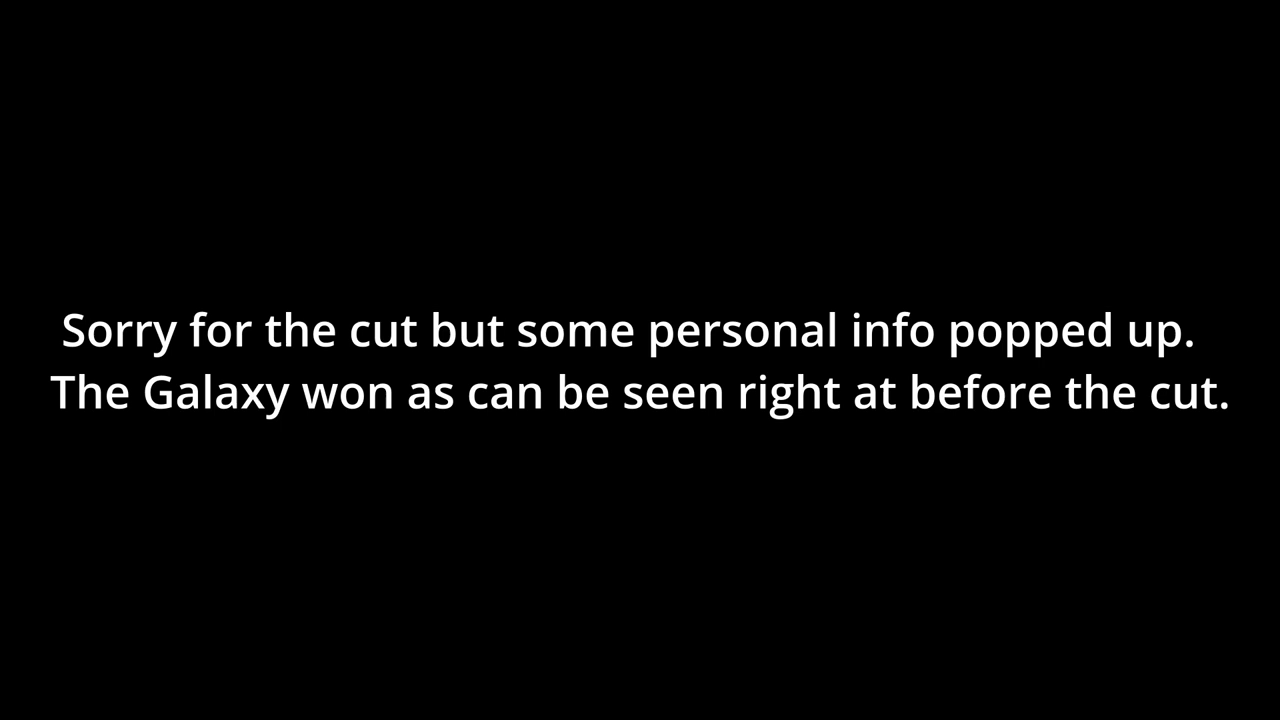 Sorry for the cut but some personal info popped up.
The Galaxy won as can be seen right at before the cut.